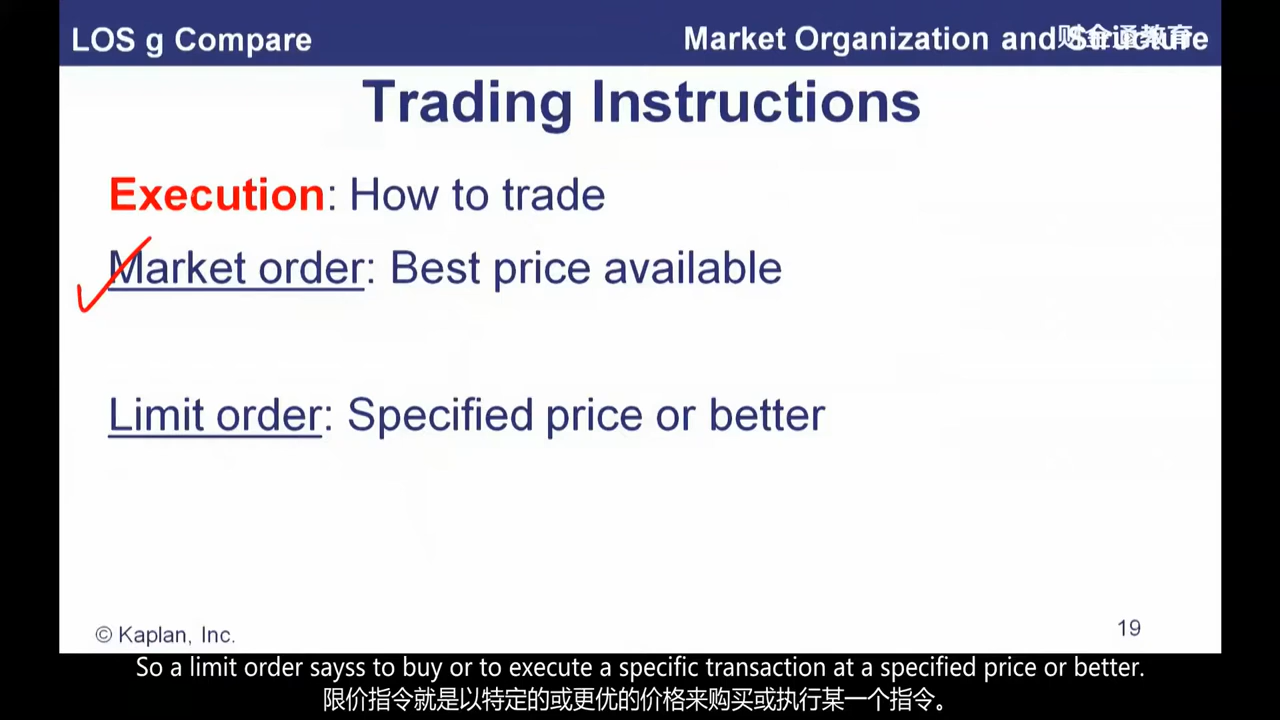 LOS g Compare
Market Organization and Structure
财金通教育
Trading Instructions
Execution: How to trade
Market order: Best price available
Limit order: Specified price or better
© Kaplan, Inc.
19
So a limit order sayss to buy or to execute a specific transaction at a specified price or better.
限价指令就是以特定的或更优的价格来购买或执行某一个指令。